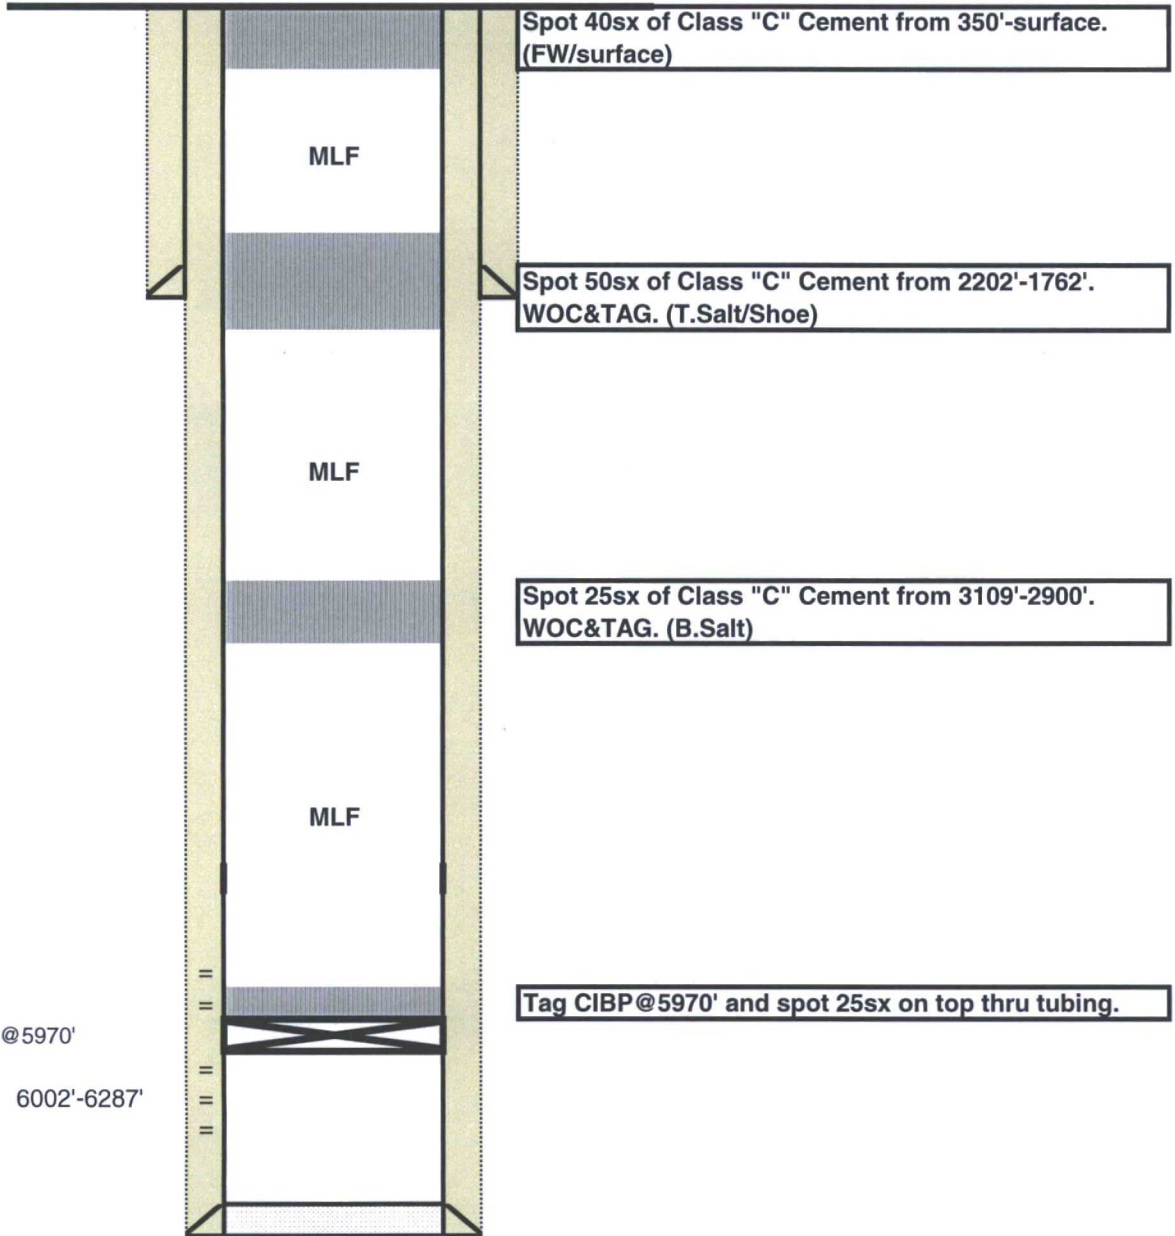 Spot 40sx of Class "C" Cement from 350'-surface.
(FW/surface)
MLF
Spot 50sx of Class "C" Cement from 2202'-1762'.
WOC&TAG. (T.Salt/Shoe)
MLF
Spot 25sx of Class "C" Cement from 3109'-2900'.
WOC&TAG. (B.Salt)
MLF
=
=
Tag CIBP@5970' and spot 25sx on top thru tubing.
@5970'
=
6002'-6287'
=
=